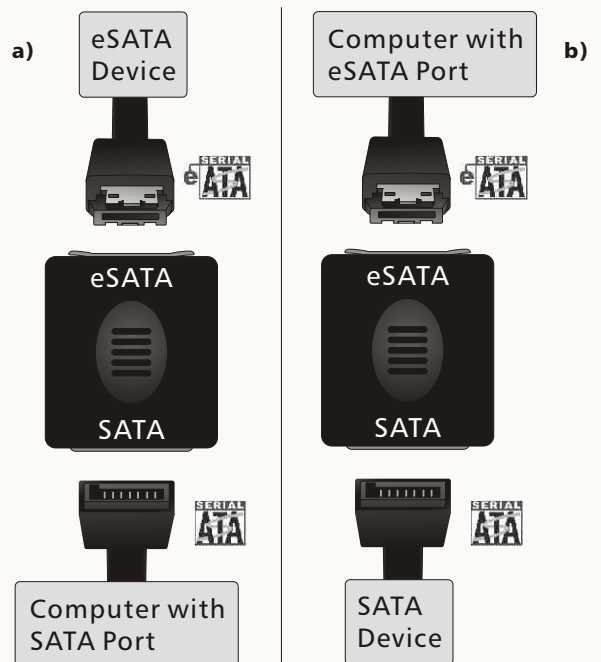 a)
eSATA
Device
SERIAL
e ATA
eSATA
SATA
SERIAL
ATA
Computer with
SATA Port
b)
Computer with
eSATA Port
SERIAL
e ATA
eSATA
SATA
SERIAL
ATA
SATA
Device